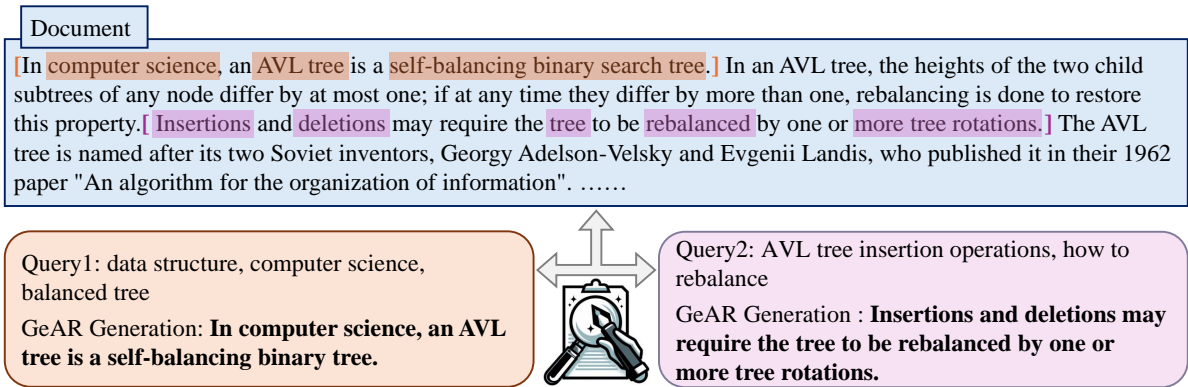 Document
[In computer science, an AVL tree is a self-balancing binary search tree.] In an AVL tree, the heights of the two child
subtrees of any node differ by at most one; if at any time they differ by more than one, rebalancing is done to restore
this property.[ Insertions and deletions may require the tree to be rebalanced by one or more tree rotations.] The AVL
tree is named after its two Soviet inventors, Georgy Adelson-Velsky and Evgenii Landis, who published it in their 1962
paper "An algorithm for the organization of information". ……
Query1: data structure, computer science,
balanced tree
GeAR Generation: In computer science, an AVL
tree is a self-balancing binary tree.
Query2: AVL tree insertion operations, how to
rebalance
GeAR Generation : Insertions and deletions may
require the tree to be rebalanced by one or
more tree rotations.